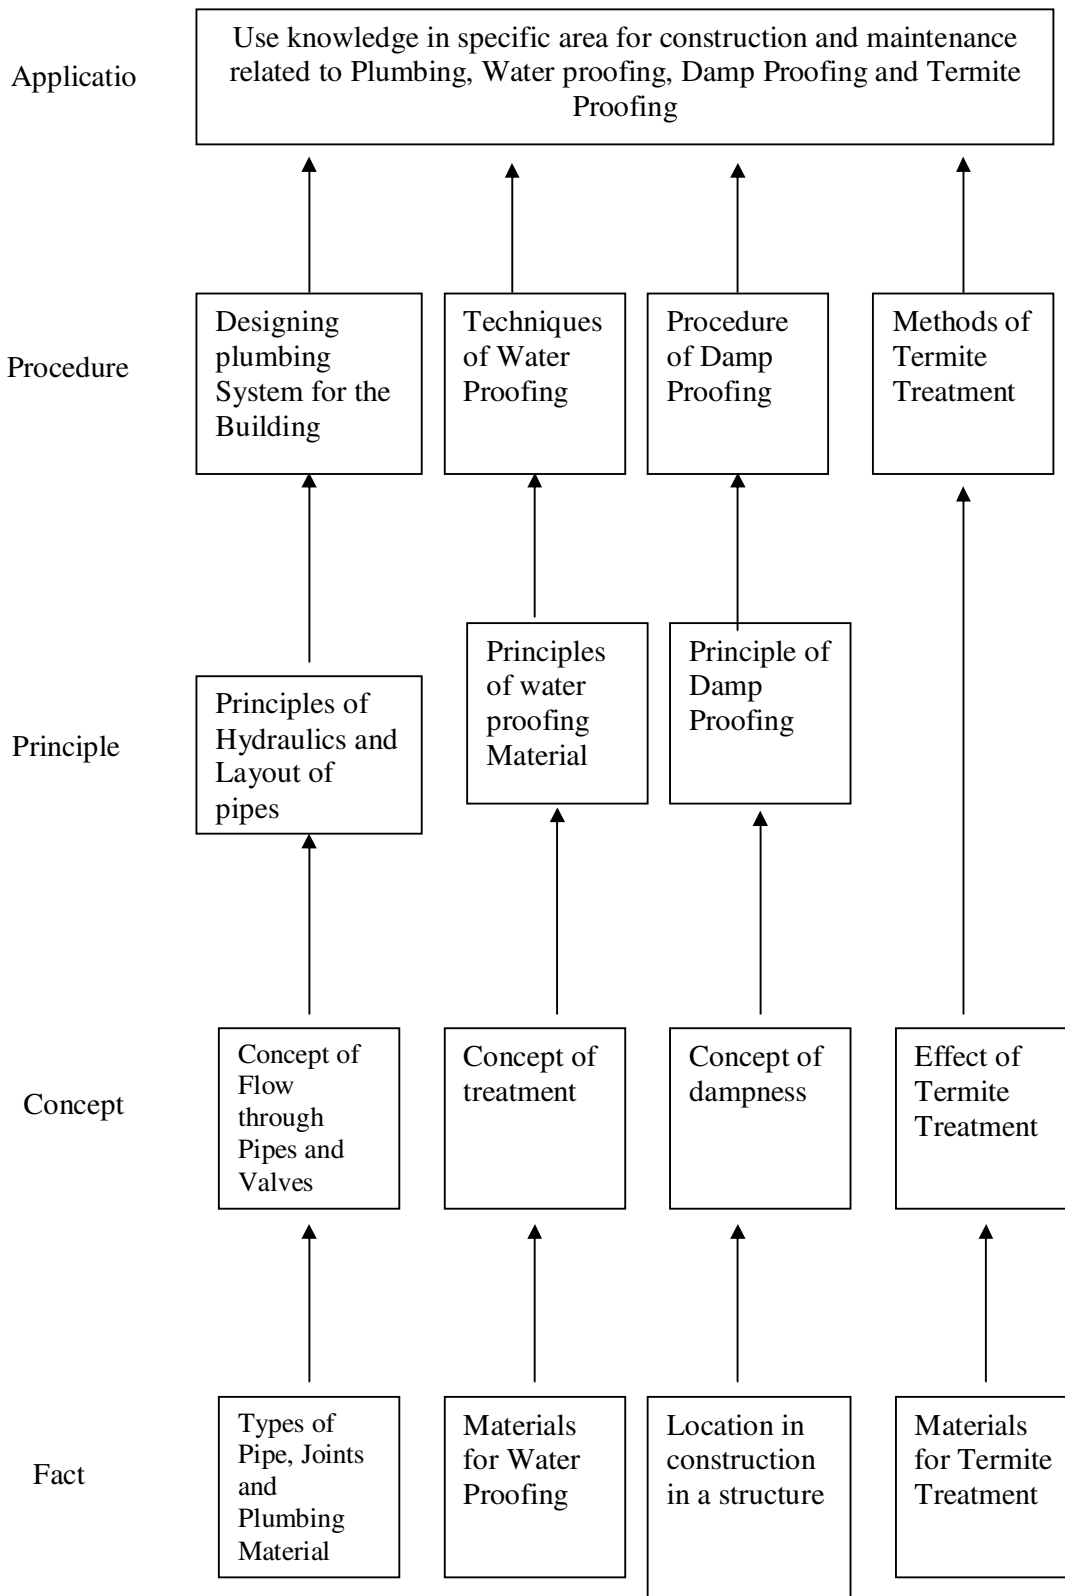 Use knowledge in specific area for construction and maintenance
related to Plumbing, Water proofing, Damp Proofing and Termite
Proofing
Applicatio
Procedure
Designing
plumbing
System for the
Building
Techniques
of Water
Proofing
Procedure
of Damp
Proofing
Methods of
Termite
Treatment
Principle
Principles of
Hydraulics and
Layout of
pipes
Principles
of water
proofing
Material
Principle of
Damp
Proofing
Concept
Concept of
Flow
through
Pipes and
Valves
Concept of
treatment
Concept of
dampness
Effect of
Termite
Treatment
Fact
Types of
Pipe, Joints
and
Plumbing
Material
Materials
for Water
Proofing
Location in
construction
in a structure
Materials
for Termite
Treatment